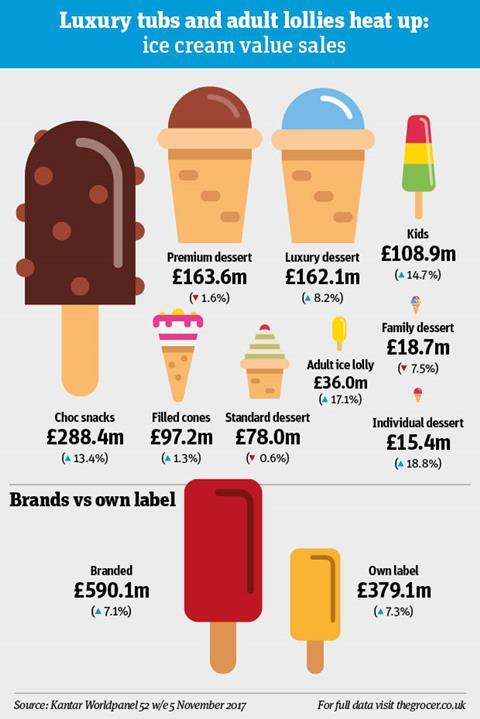 Luxury tubs and adult lollies heat up:
ice cream value sales
Premium dessert
£163.6m
(▼ 1.6%)
Luxury dessert
£162.1m
(▲ 8.2%)
Kids
£108.9m
(▲ 14.7%)
Family dessert
£18.7m
(▼ 7.5%)
Adult ice lolly
£36.0m
(▲ 17.1%)
Choc snacks
£288.4m
(▲ 13.4%)
Filled cones
£97.2m
(▲ 1.3%)
Standard dessert
£78.0m
(▼ 0.6%)
Individual dessert
£15.4m
(▲ 18.8%)
Brands vs own label
Branded
£590.1m
(▲ 7.1%)
Own label
£379.1m
(▲ 7.3%)
Source: Kantar Worldpanel 52 w/e 5 November 2017
For full data visit thegrocer.co.uk